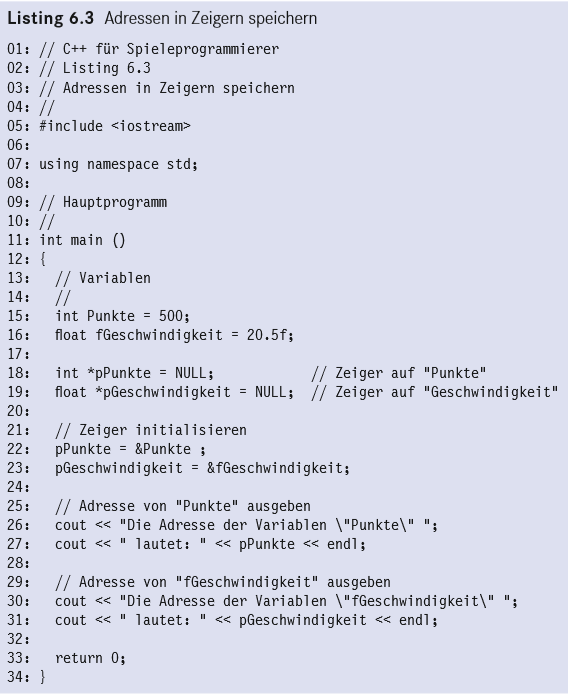 Listing 6.3 Adressen in Zeigern speichern
01: // C++ für Spieleprogrammierer
02: // Listing 6.3
03: // Adressen in Zeigern speichern
04: //
05: #include <iostream>
06:
07: using namespace std;
08:
09: // Hauptprogramm
10: //
11: int main ()
12: {
13:   // Variablen
14:   //
15:   int Punkte = 500;
16:   float fGeschwindigkeit = 20.5f;
17:
18:   int *pPunkte = NULL;            // Zeiger auf "Punkte"
19:   float *pGeschwindigkeit = NULL;  // Zeiger auf "Geschwindigkeit"
20:
21:   // Zeiger initialisieren
22:   pPunkte = &Punkte ;
23:   pGeschwindigkeit = &fGeschwindigkeit;
24:
25:   // Adresse von "Punkte" ausgeben
26:   cout << "Die Adresse der Variablen \"Punkte\" ";
27:   cout << " lautet: " << pPunkte << endl;
28:
29:   // Adresse von "fGeschwindigkeit" ausgeben
30:   cout << "Die Adresse der Variablen \"fGeschwindigkeit\" ";
31:   cout << " lautet: " << pGeschwindigkeit << endl;
32:
33:   return 0;
34: }